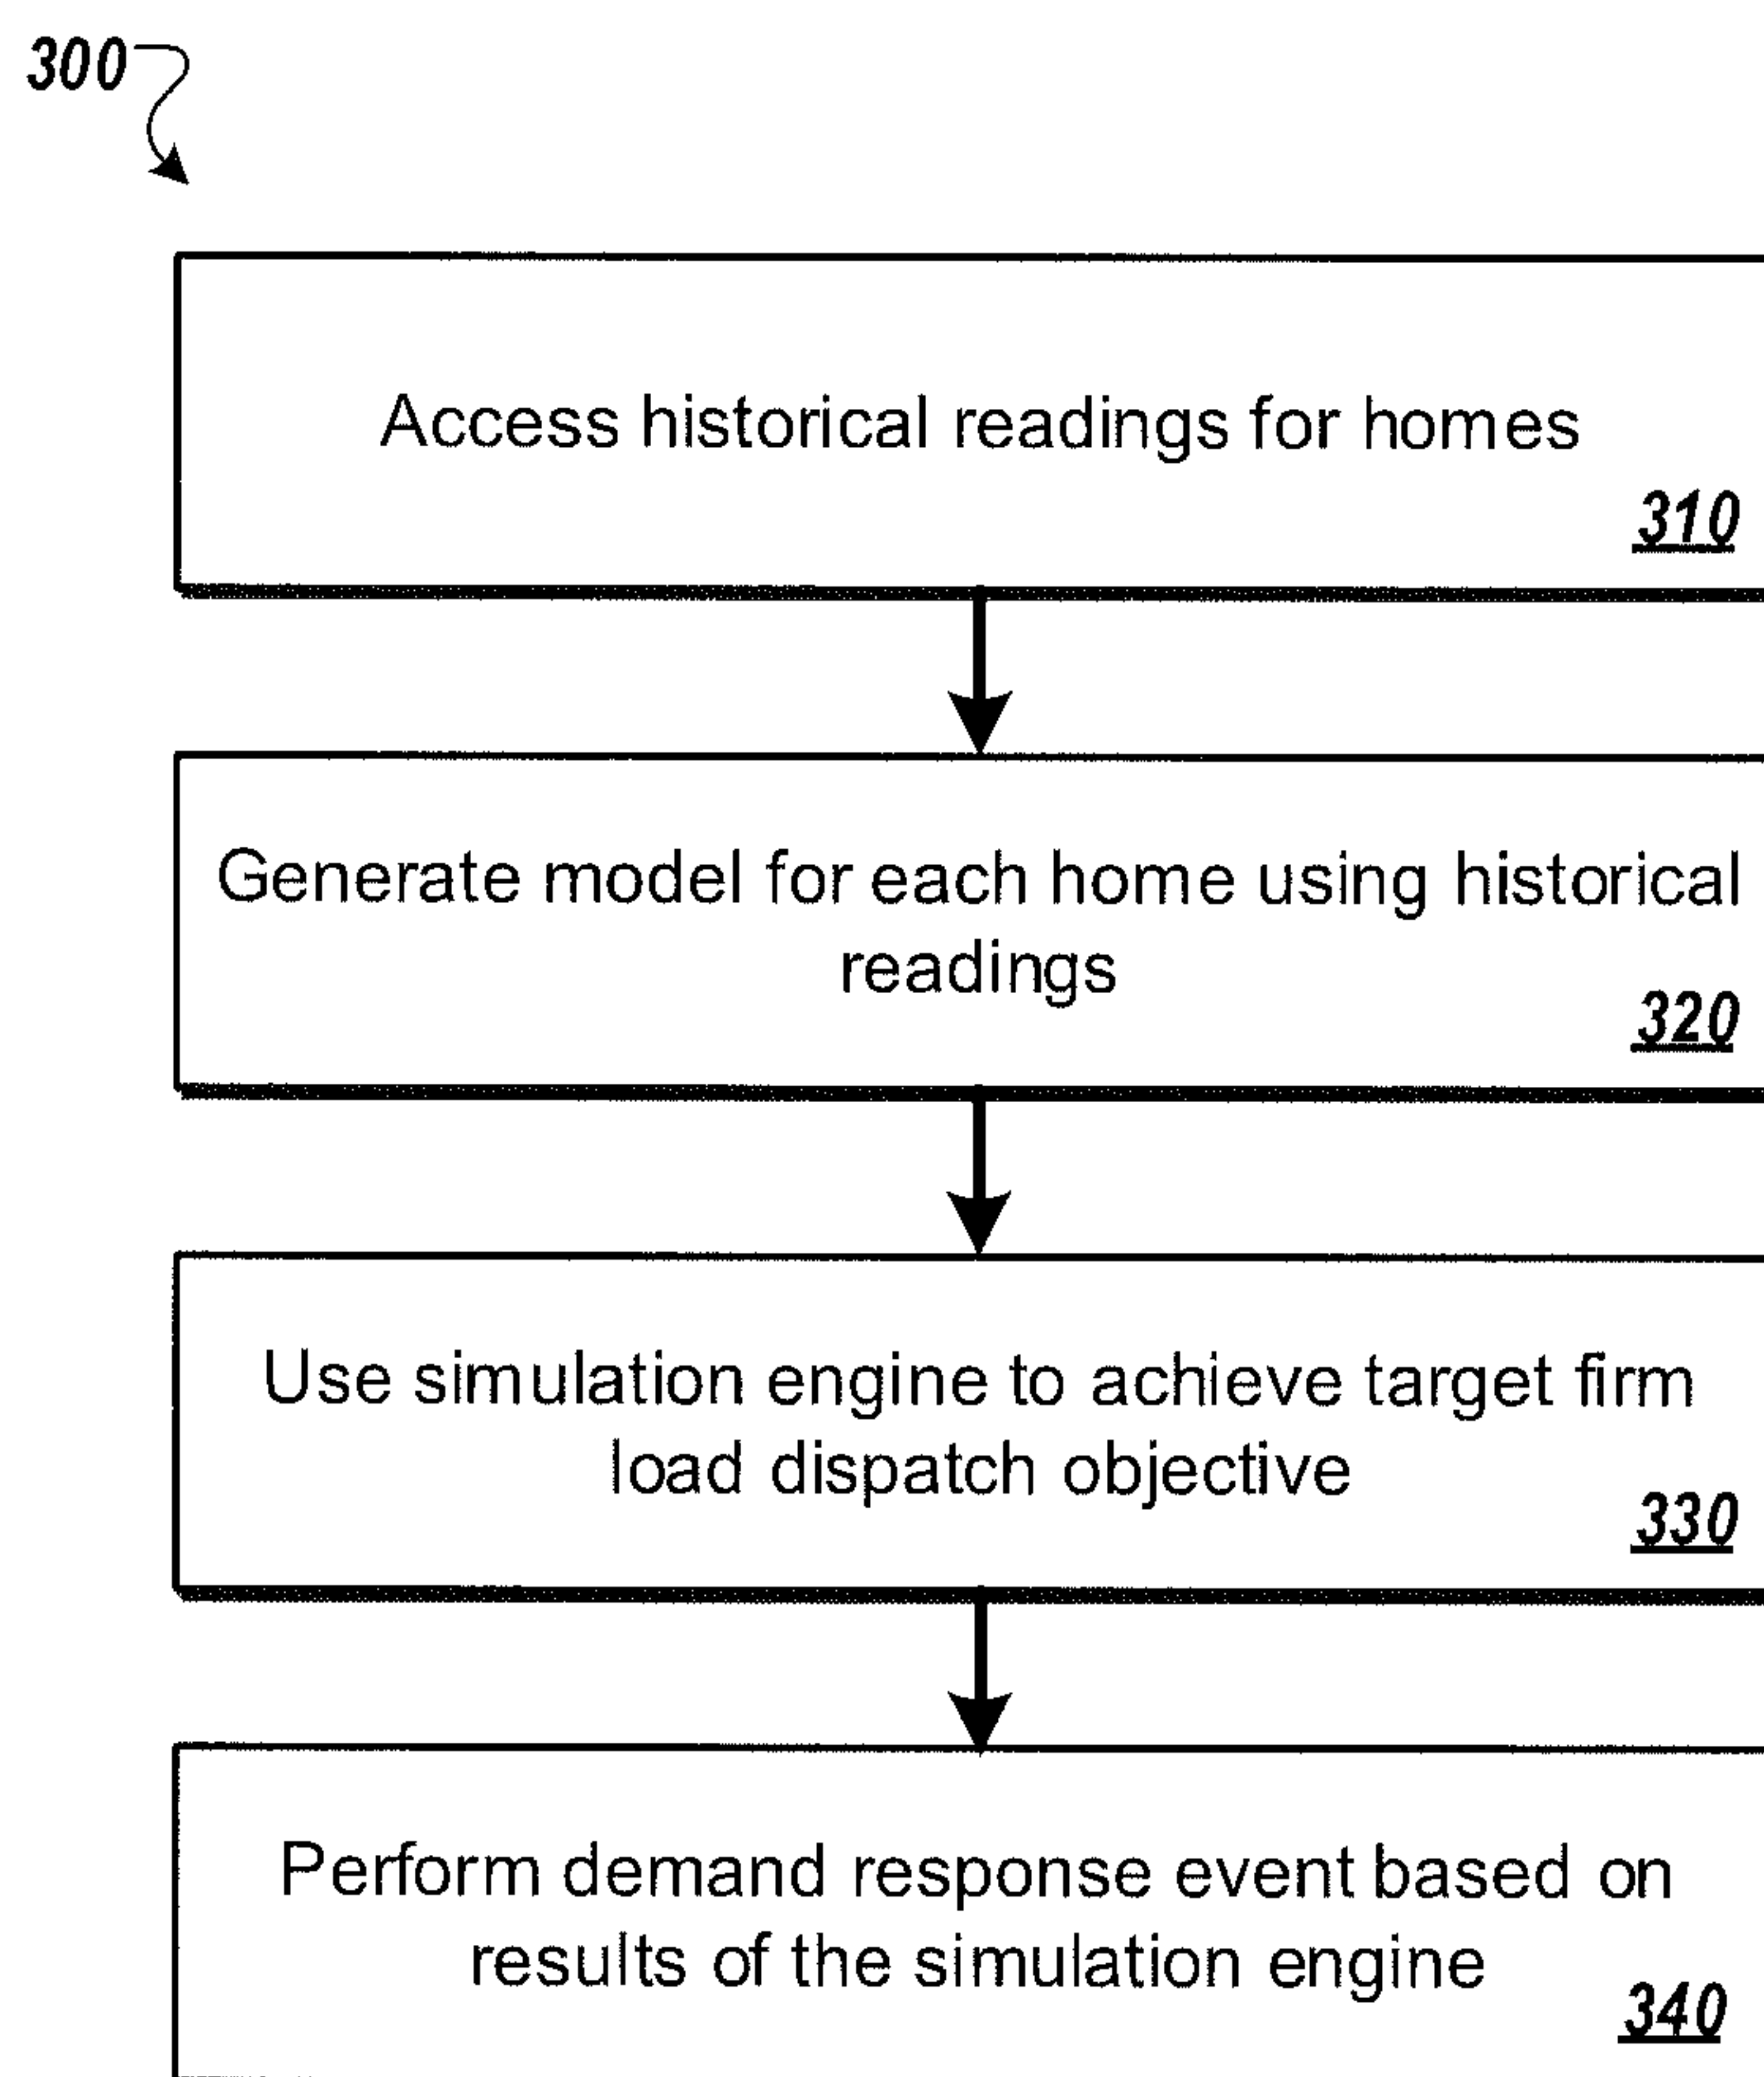 300
Access historical readings for homes
310
Generate model for each home using historical
readings
320
Use simulation engine to achieve target firm
load dispatch objective
330
Perform demand response event based on
results of the simulation engine
340